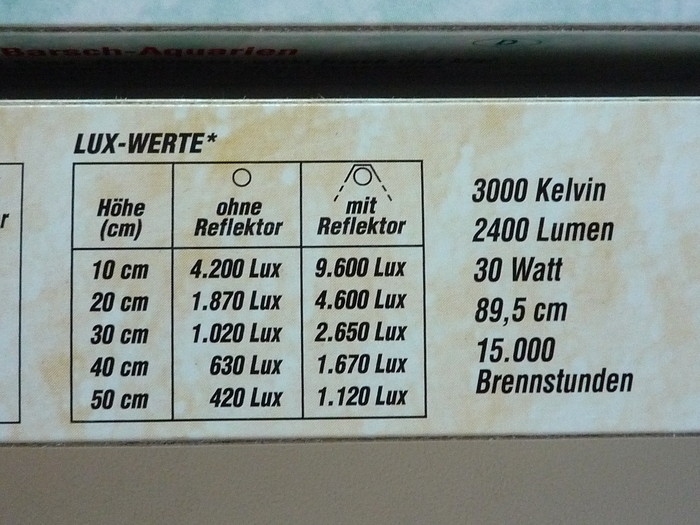 Barsch-Aquarien
D
LUX-WERTE*
r
Höhe (cm) ohne Reflektor mit Reflektor
10 cm 4.200 Lux 9.600 Lux
20 cm 1.870 Lux 4.600 Lux
30 cm 1.020 Lux 2.650 Lux
40 cm 630 Lux 1.670 Lux
50 cm 420 Lux 1.120 Lux
3000 Kelvin
2400 Lumen
30 Watt
89,5 cm
15.000
Brennstunden